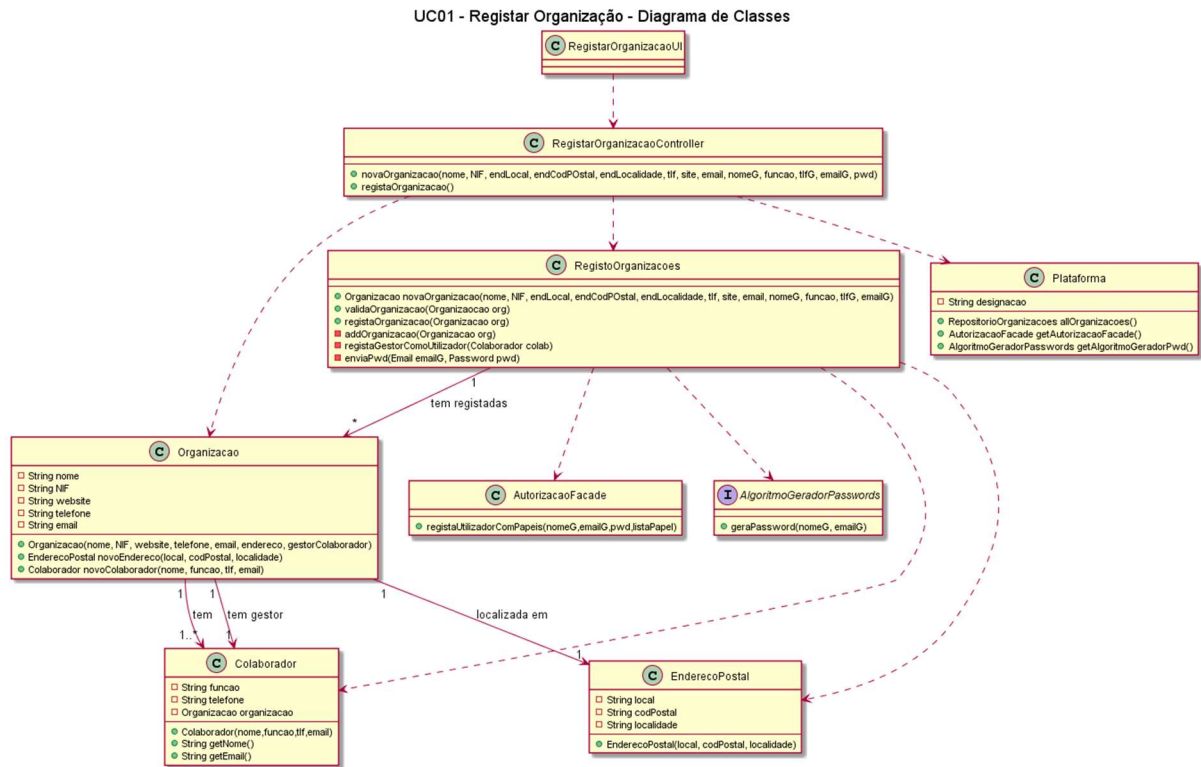 UC01 - Registar Organização - Diagrama de Classes
C RegistarOrganizacaoUI
C RegistarOrganizacaoController
novaOrganizacao(nome, NIF, endLocal, endCodPOstal, endLocalidade, tlf, site, email, nomeG, funcao, tlfG, emailG, pwd)
registaOrganizacao()
C RegistoOrganizacoes
Organizacao novaOrganizacao(nome, NIF, endLocal, endCodPOstal, endLocalidade, tlf, site, email, nomeG, funcao, tlfG, emailG)
validaOrganizacao(Organizaocao org)
registaOrganizacao(Organizacao org)
addOrganizacao(Organizacao org)
registaGestorComoUtilizador(Colaborador colab)
enviaPwd(Email emailG, Password pwd)
C Plataforma
String designacao
RepositorioOrganizacoes allOrganizacoes()
AutorizacaoFacade getAutorizacaoFacade()
AlgoritmoGeradorPasswords getAlgoritmoGeradorPwd()
1
tem registadas
*
C Organizacao
String nome
String NIF
String website
String telefone
String email
Organizacao(nome, NIF, website, telefone, email, endereco, gestorColaborador)
EnderecoPostal novoEndereco(local, codPostal, localidade)
Colaborador novoColaborador(nome, funcao, tlf, email)
C AutorizacaoFacade
registaUtilizadorComPapeis(nomeG,emailG,pwd,listaPapel)
I AlgoritmoGeradorPasswords
geraPassword(nomeG, emailG)
1 1 1
tem tem gestor localizada em
1..* 1 1
C Colaborador
String funcao
String telefone
Organizacao organizacao
Colaborador(nome,funcao,tlf,email)
String getNome()
String getEmail()
C EnderecoPostal
String local
String codPostal
String localidade
EnderecoPostal(local, codPostal, localidade)